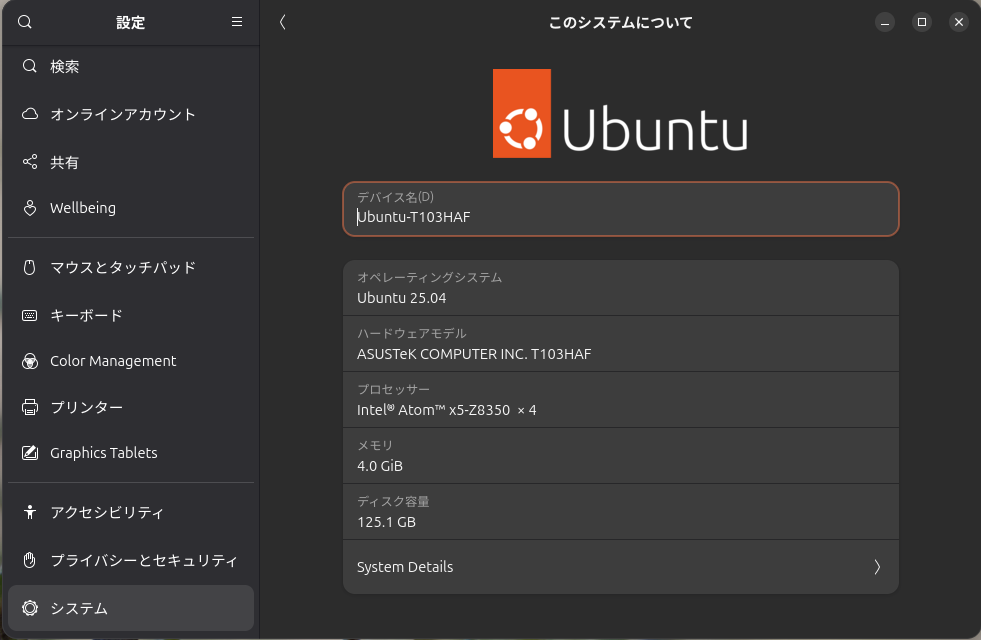 設定
検索
オンラインアカウント
共有
Wellbeing
マウスとタッチパッド
キーボード
Color Management
プリンター
Graphics Tablets
アクセシビリティ
プライバシーとセキュリティ
システム
このシステムについて
Ubuntu
デバイス名(D)
Ubuntu-T103HAF
オペレーティングシステム
Ubuntu 25.04
ハードウェアモデル
ASUSTeK COMPUTER INC. T103HAF
プロセッサー
Intel® Atom™ x5-Z8350 × 4
メモリ
4.0 GiB
ディスク容量
125.1 GB
System Details